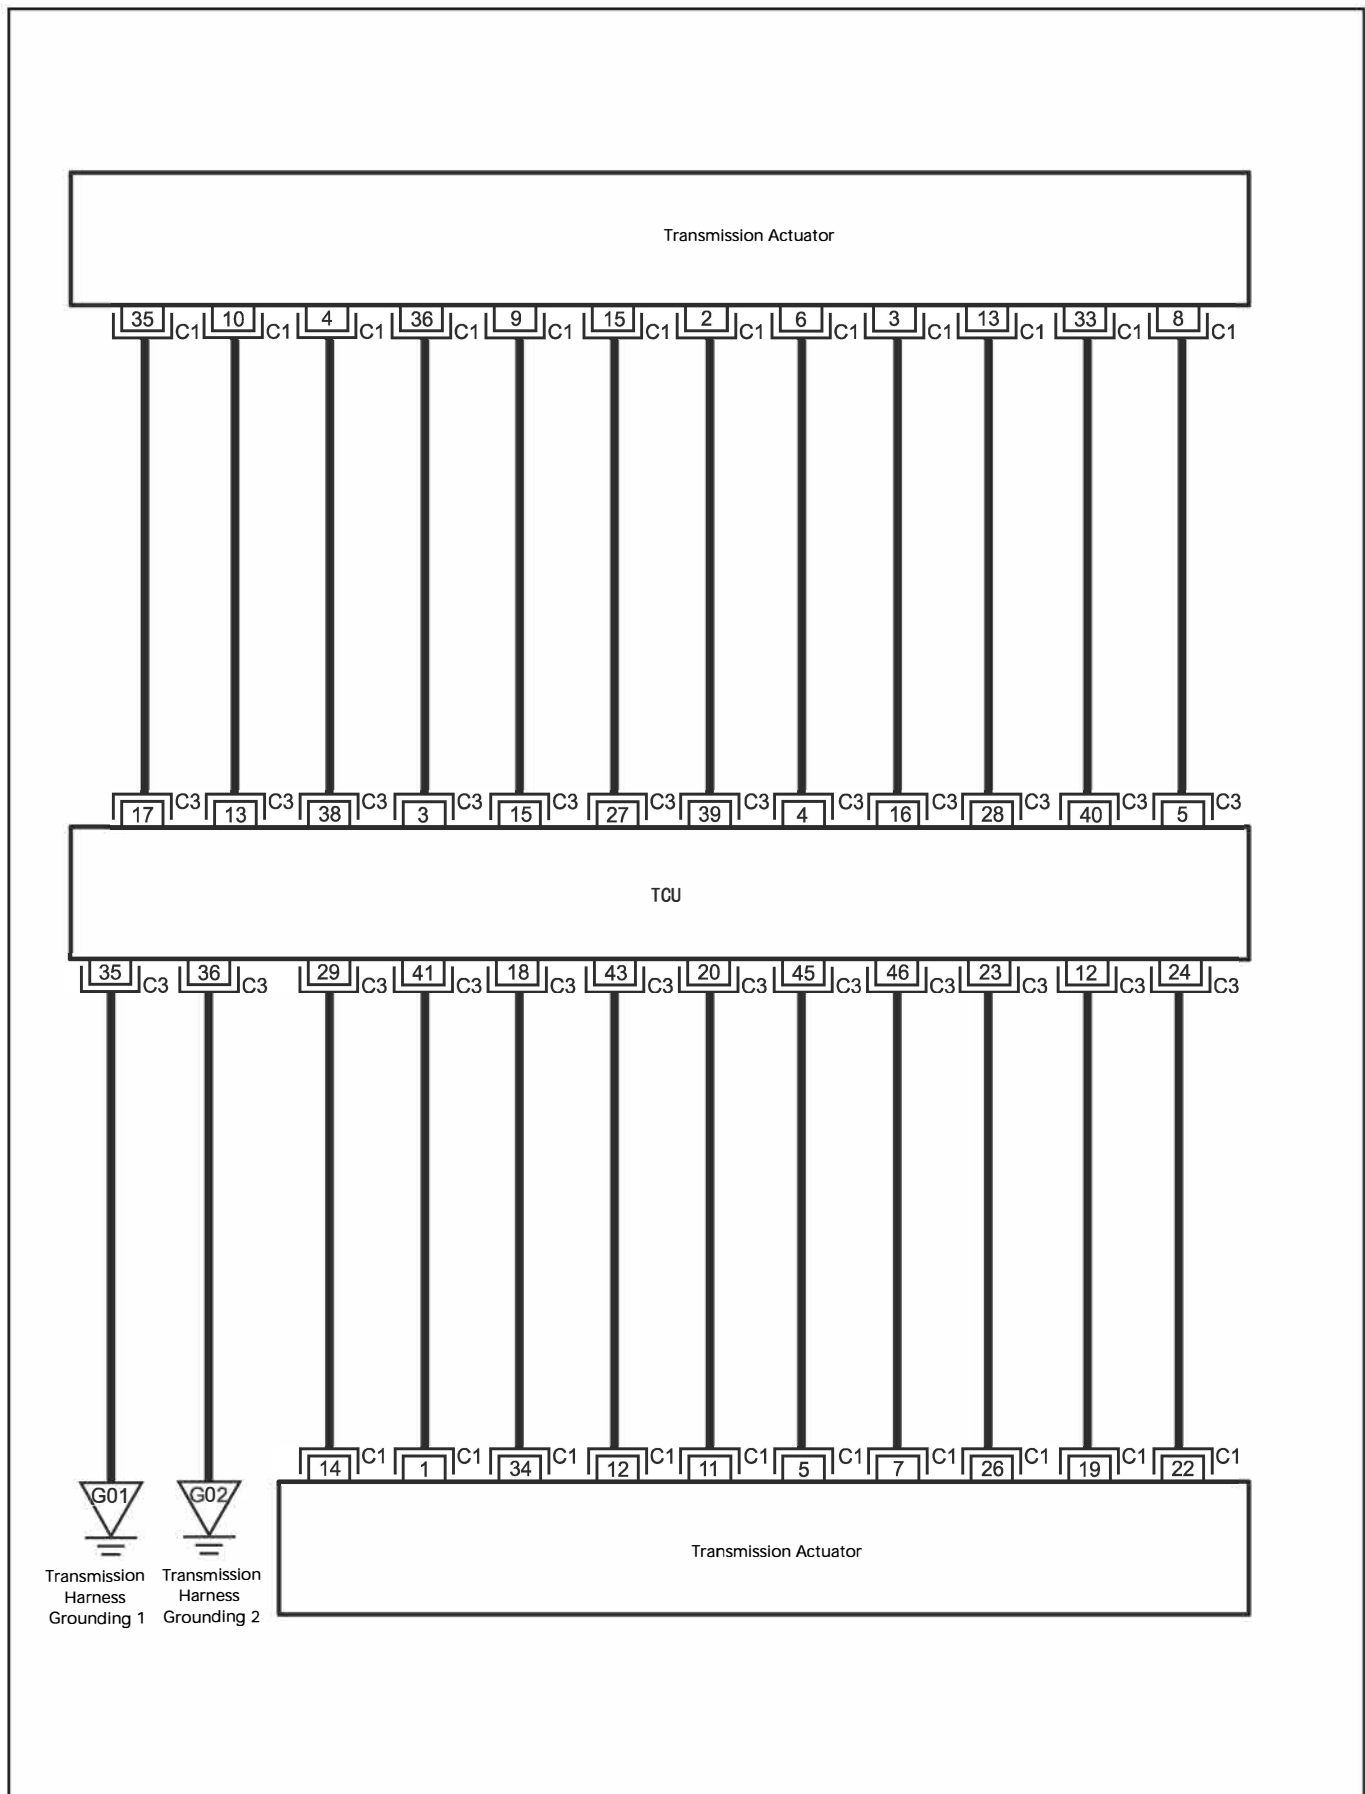 Transmission Actuator
35 C1 10 C1 4 C1 36 C1 9 C1 15 C1 2 C1 6 C1 3 C1 13 C1 33 C1 8 C1
17 C3 13 C3 38 C3 3 C3 15 C3 27 C3 39 C3 4 C3 16 C3 28 C3 40 C3 5 C3
TCU
35 C3 36 C3 29 C3 41 C3 18 C3 43 C3 20 C3 45 C3 46 C3 23 C3 12 C3 24 C3
14 C1 1 C1 34 C1 12 C1 11 C1 5 C1 7 C1 26 C1 19 C1 22 C1
G01 G02
Transmission Actuator
Transmission
Harness
Grounding 1
Transmission
Harness
Grounding 2